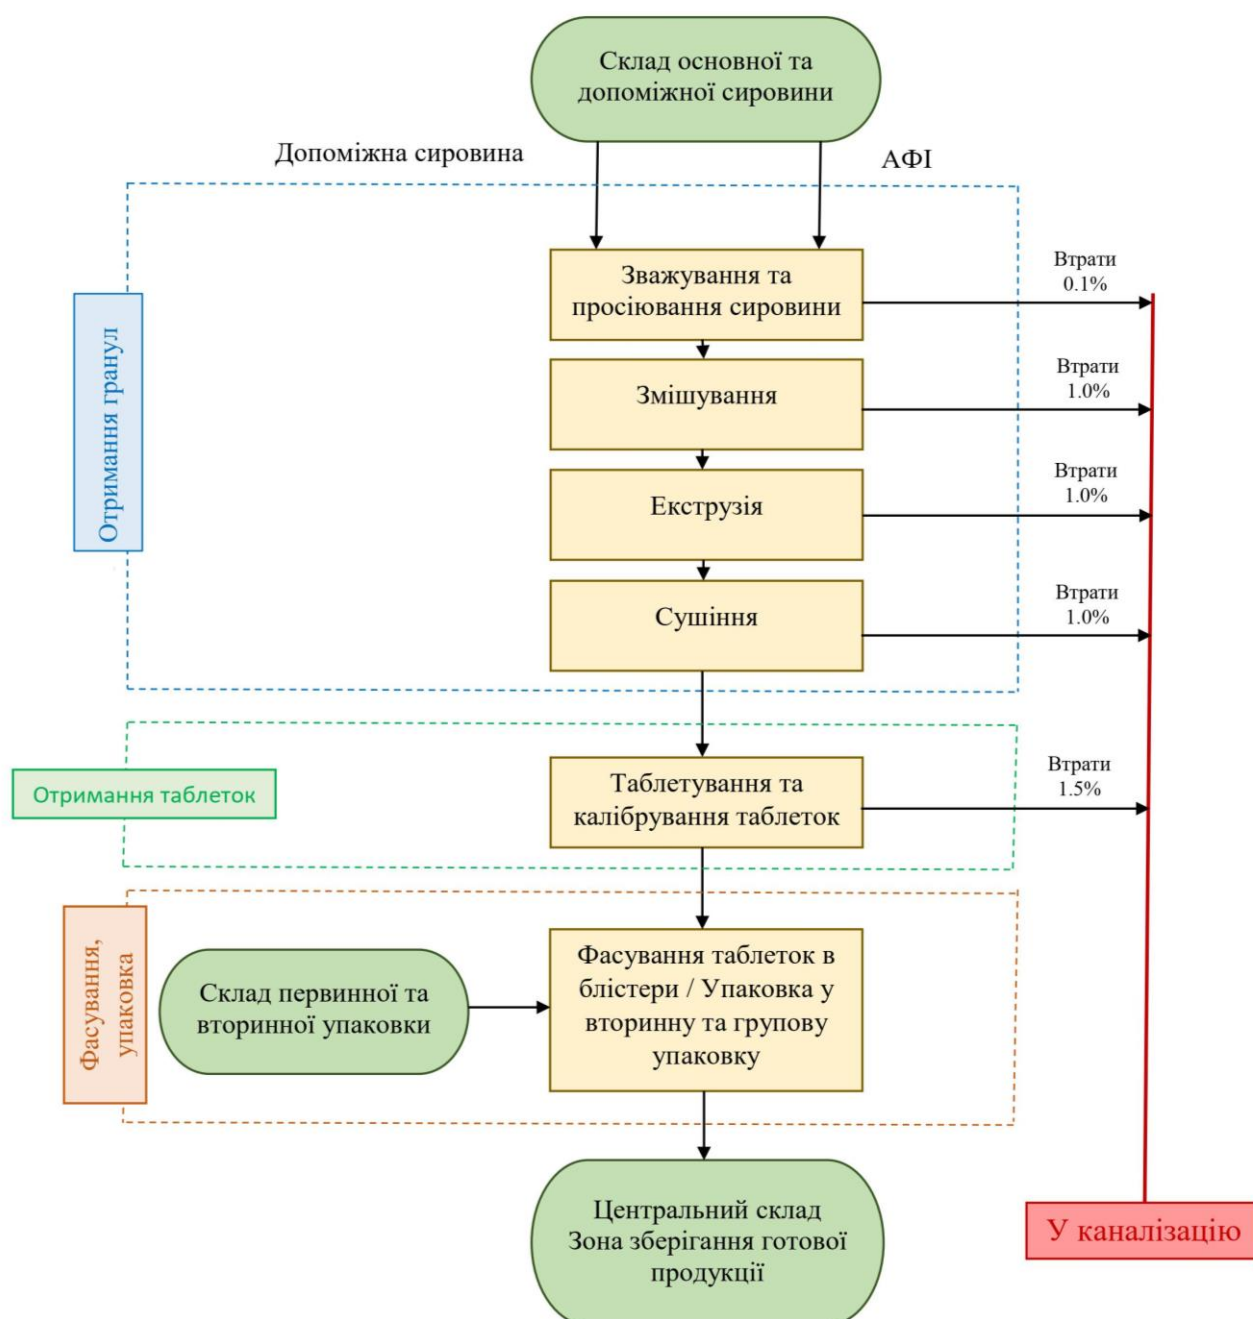 Склад основної та
допоміжної сировини
Допоміжна сировина
АФІ
Отримання гранул
Зважування та
просіювання сировини
Втрати
0.1%
Змішування
Втрати
1.0%
Екструзія
Втрати
1.0%
Сушіння
Втрати
1.0%
Отримання таблеток
Таблетування та
калібрування таблеток
Втрати
1.5%
Фасування,
упаковка
Склад первинної та
вторинної упаковки
Фасування таблеток в
блістери / Упаковка у
вторинну та групову
упаковку
Центральний склад
Зона зберігання готової
продукції
У каналізацію